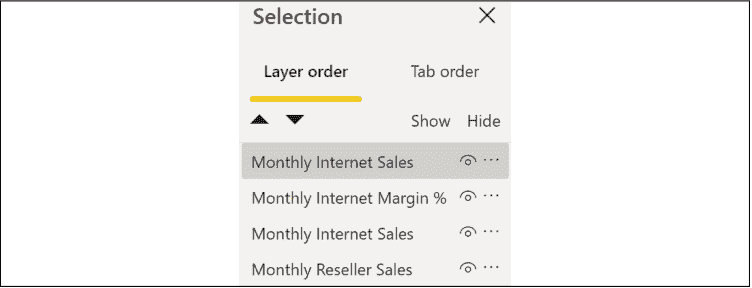 Selection
Layer order Tab order
Show Hide
Monthly Internet Sales
Monthly Internet Margin %
Monthly Internet Sales
Monthly Reseller Sales